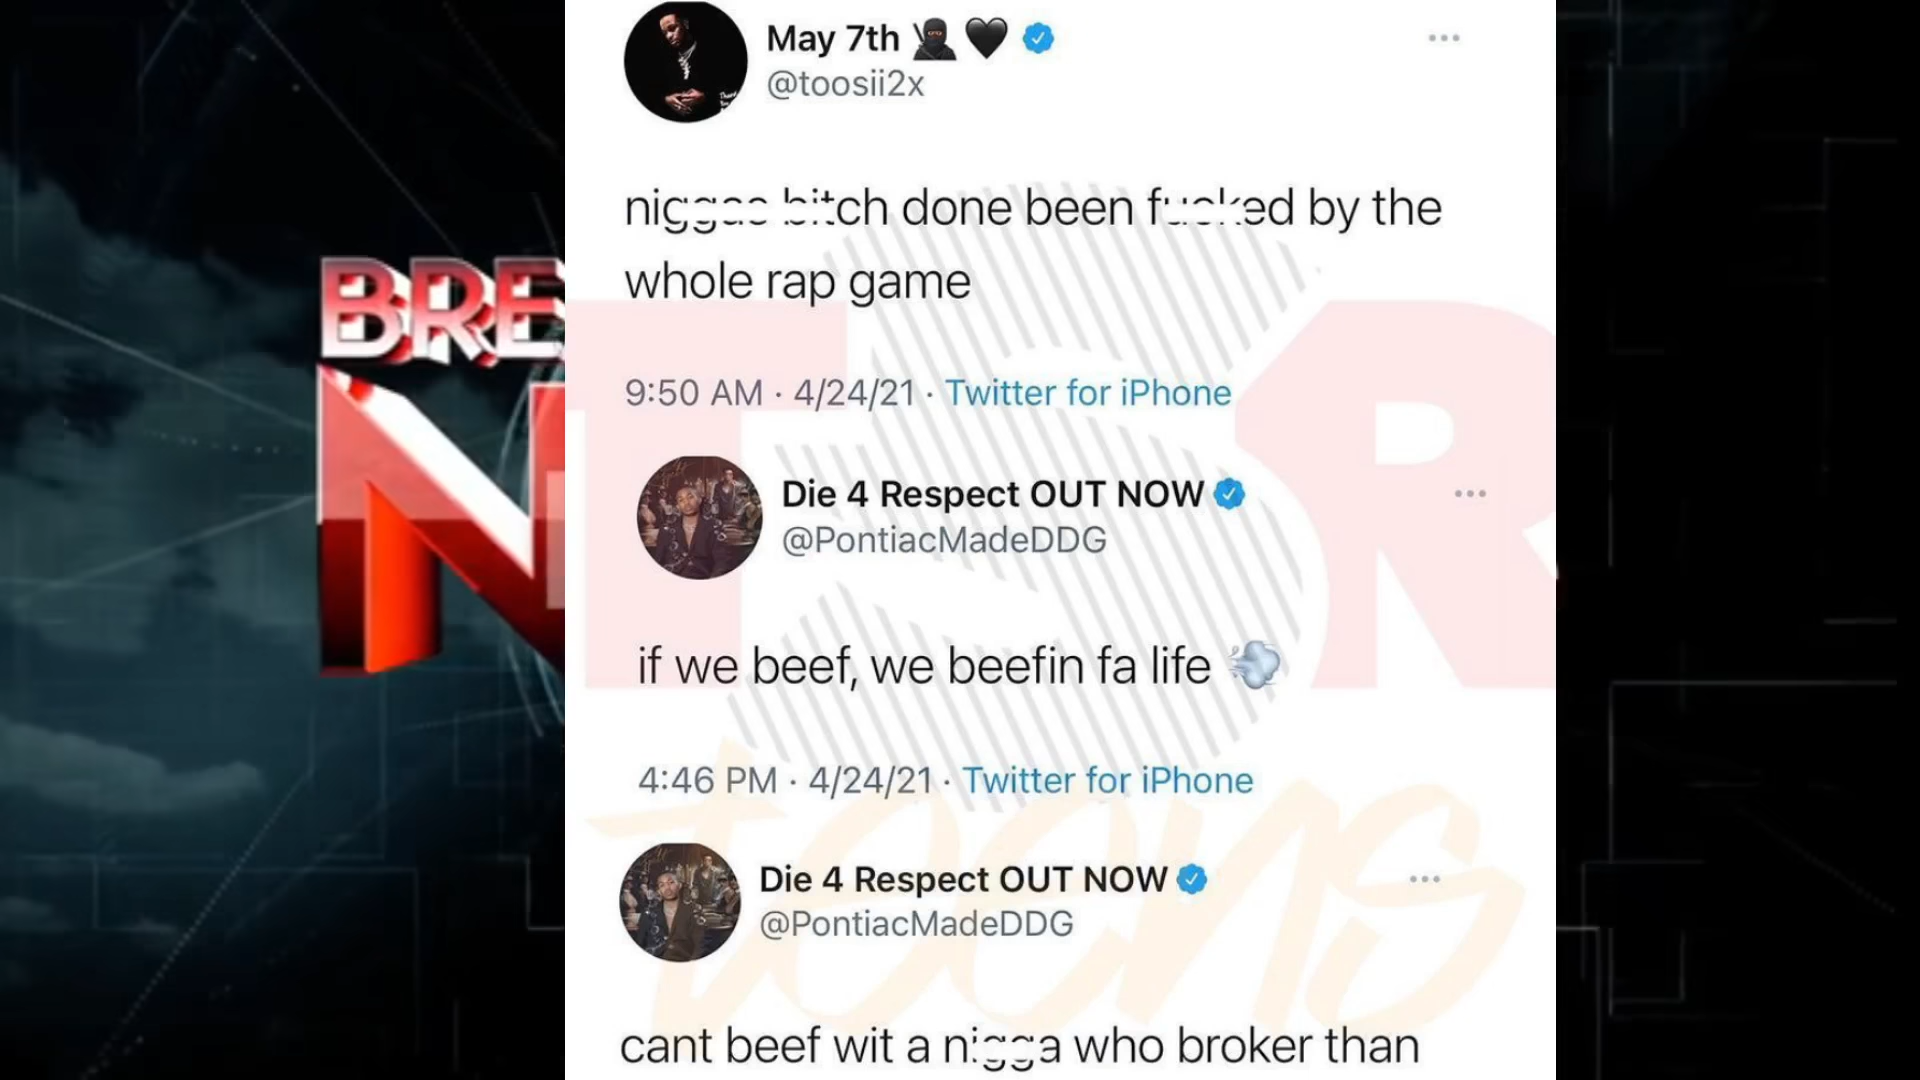 BRE
N
May 7th 🥷🏿🖤
@toosii2x
niggas bitch done been fucked by the
whole rap game
9:50 AM · 4/24/21 · Twitter for iPhone
Die 4 Respect OUT NOW
@PontiacMadeDDG
if we beef, we beefin fa life 💨
4:46 PM · 4/24/21 · Twitter for iPhone
Die 4 Respect OUT NOW
@PontiacMadeDDG
cant beef wit a nigga who broker than
TSR
teens